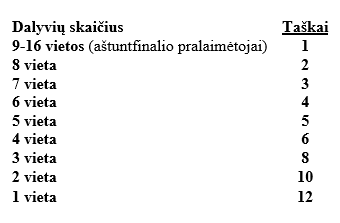 Dalyvių skaičius Taškai
9-16 vietos (aštuntfinalio pralaimėtojai) 1
8 vieta 2
7 vieta 3
6 vieta 4
5 vieta 5
4 vieta 6
3 vieta 8
2 vieta 10
1 vieta 12